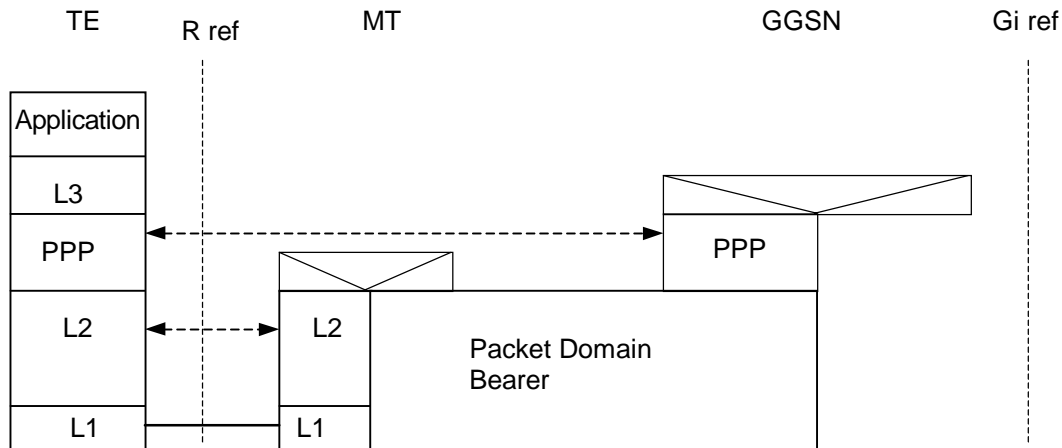 TE
R ref
MT
GGSN
Gi ref
Application
L3
PPP
PPP
L2
L2
Packet Domain
Bearer
L1
L1